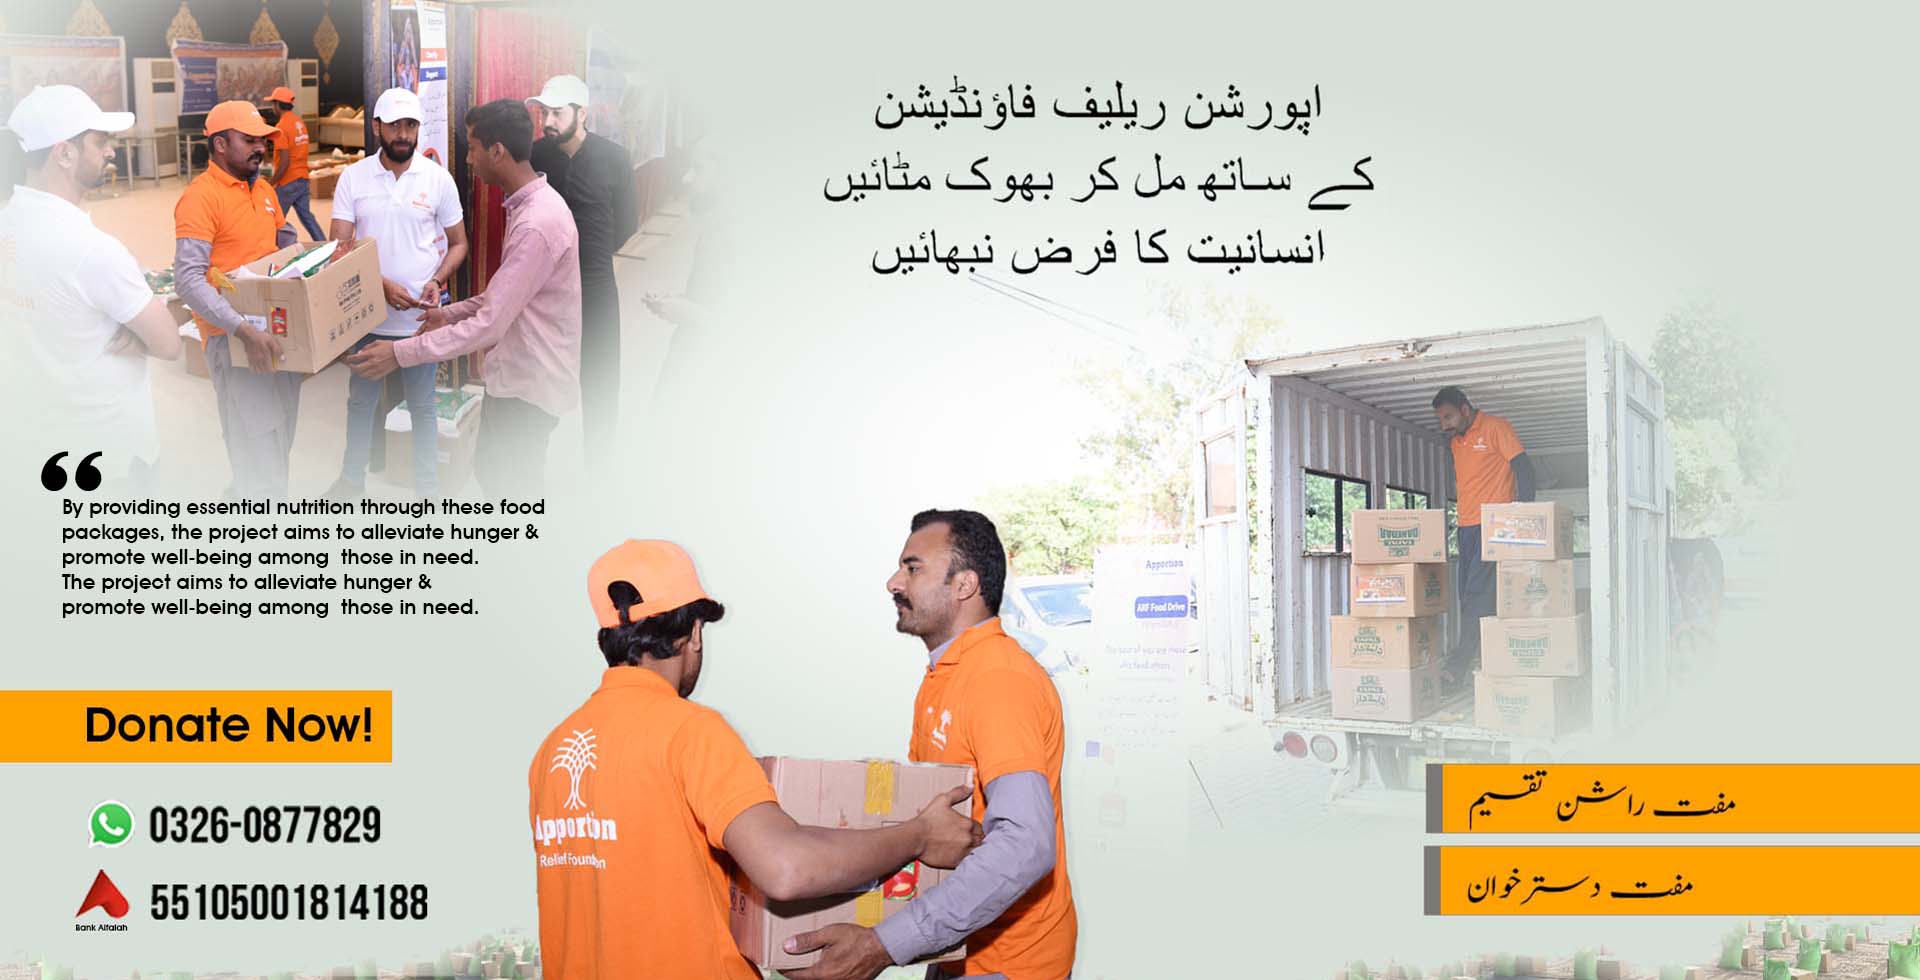 اپورشن ریلیف فاؤنڈیشن
کے ساتھ مل کر بھوک مٹائیں
انسانیت کا فرض نبھائیں
“
By providing essential nutrition through these food
packages, the project aims to alleviate hunger &
promote well-being among those in need.
The project aims to alleviate hunger &
promote well-being among those in need.
Donate Now!
0326-0877829
55105001814188
Bank Alfalah
Apportion
Relief Foundation
Apportion
ARF Food Drive
مفت راشن تقسیم
مفت دسترخوان